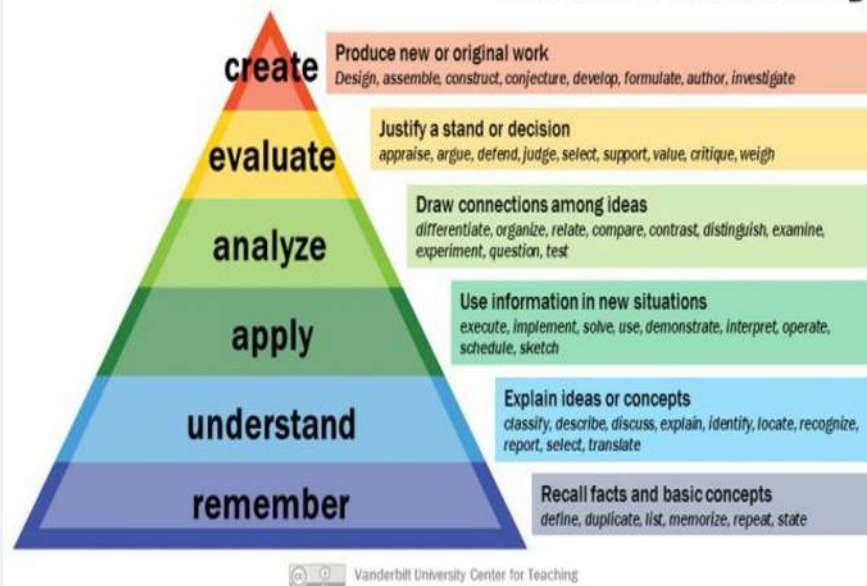 create
Produce new or original work
Design, assemble, construct, conjecture, develop, formulate, author, investigate
evaluate
Justify a stand or decision
appraise, argue, defend, judge, select, support, value, critique, weigh
analyze
Draw connections among ideas
differentiate, organize, relate, compare, contrast, distinguish, examine,
experiment, question, test
apply
Use information in new situations
execute, implement, solve, use, demonstrate, interpret, operate,
schedule, sketch
understand
Explain ideas or concepts
classify, describe, discuss, explain, identify, locate, recognize,
report, select, translate
remember
Recall facts and basic concepts
define, duplicate, list, memorize, repeat, state
cc
Vanderbilt University Center for Teaching